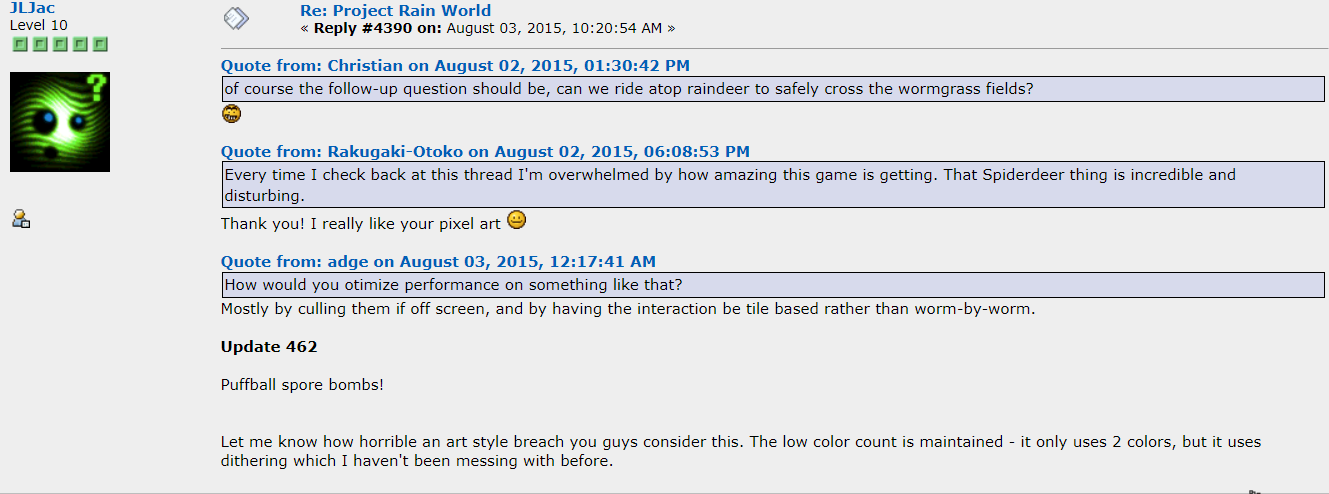 JLJac
Level 10
Re: Project Rain World
« Reply #4390 on: August 03, 2015, 10:20:54 AM »
Quote from: Christian on August 02, 2015, 01:30:42 PM
of course the follow-up question should be, can we ride atop raindeer to safely cross the wormgrass fields?
Quote from: Rakugaki-Otoko on August 02, 2015, 06:08:53 PM
Every time I check back at this thread I'm overwhelmed by how amazing this game is getting. That Spiderdeer thing is incredible and
disturbing.
Thank you! I really like your pixel art
Quote from: adge on August 03, 2015, 12:17:41 AM
How would you otimize performance on something like that?
Mostly by culling them if off screen, and by having the interaction be tile based rather than worm-by-worm.
Update 462
Puffball spore bombs!
Let me know how horrible an art style breach you guys consider this. The low color count is maintained - it only uses 2 colors, but it uses
dithering which I haven't been messing with before.